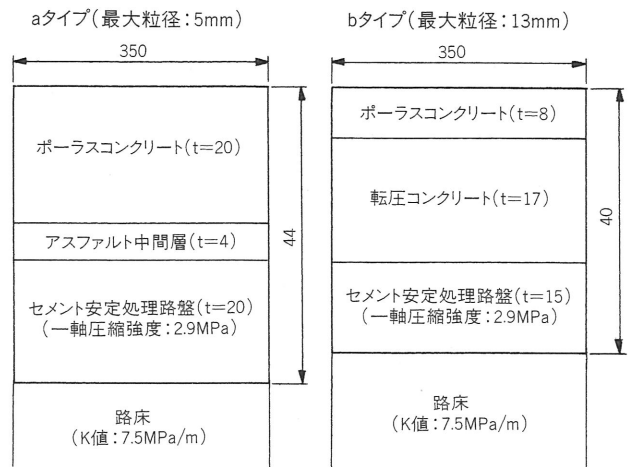 aタイプ(最大粒径：5mm)
350
ポーラスコンクリート(t=20)
アスファルト中間層(t=4)
セメント安定処理路盤(t=20)
(一軸圧縮強度：2.9MPa)
44
路床
(K値：7.5MPa/m)
bタイプ(最大粒径：13mm)
350
ポーラスコンクリート(t=8)
転圧コンクリート(t=17)
セメント安定処理路盤(t=15)
(一軸圧縮強度：2.9MPa)
40
路床
(K値：7.5MPa/m)